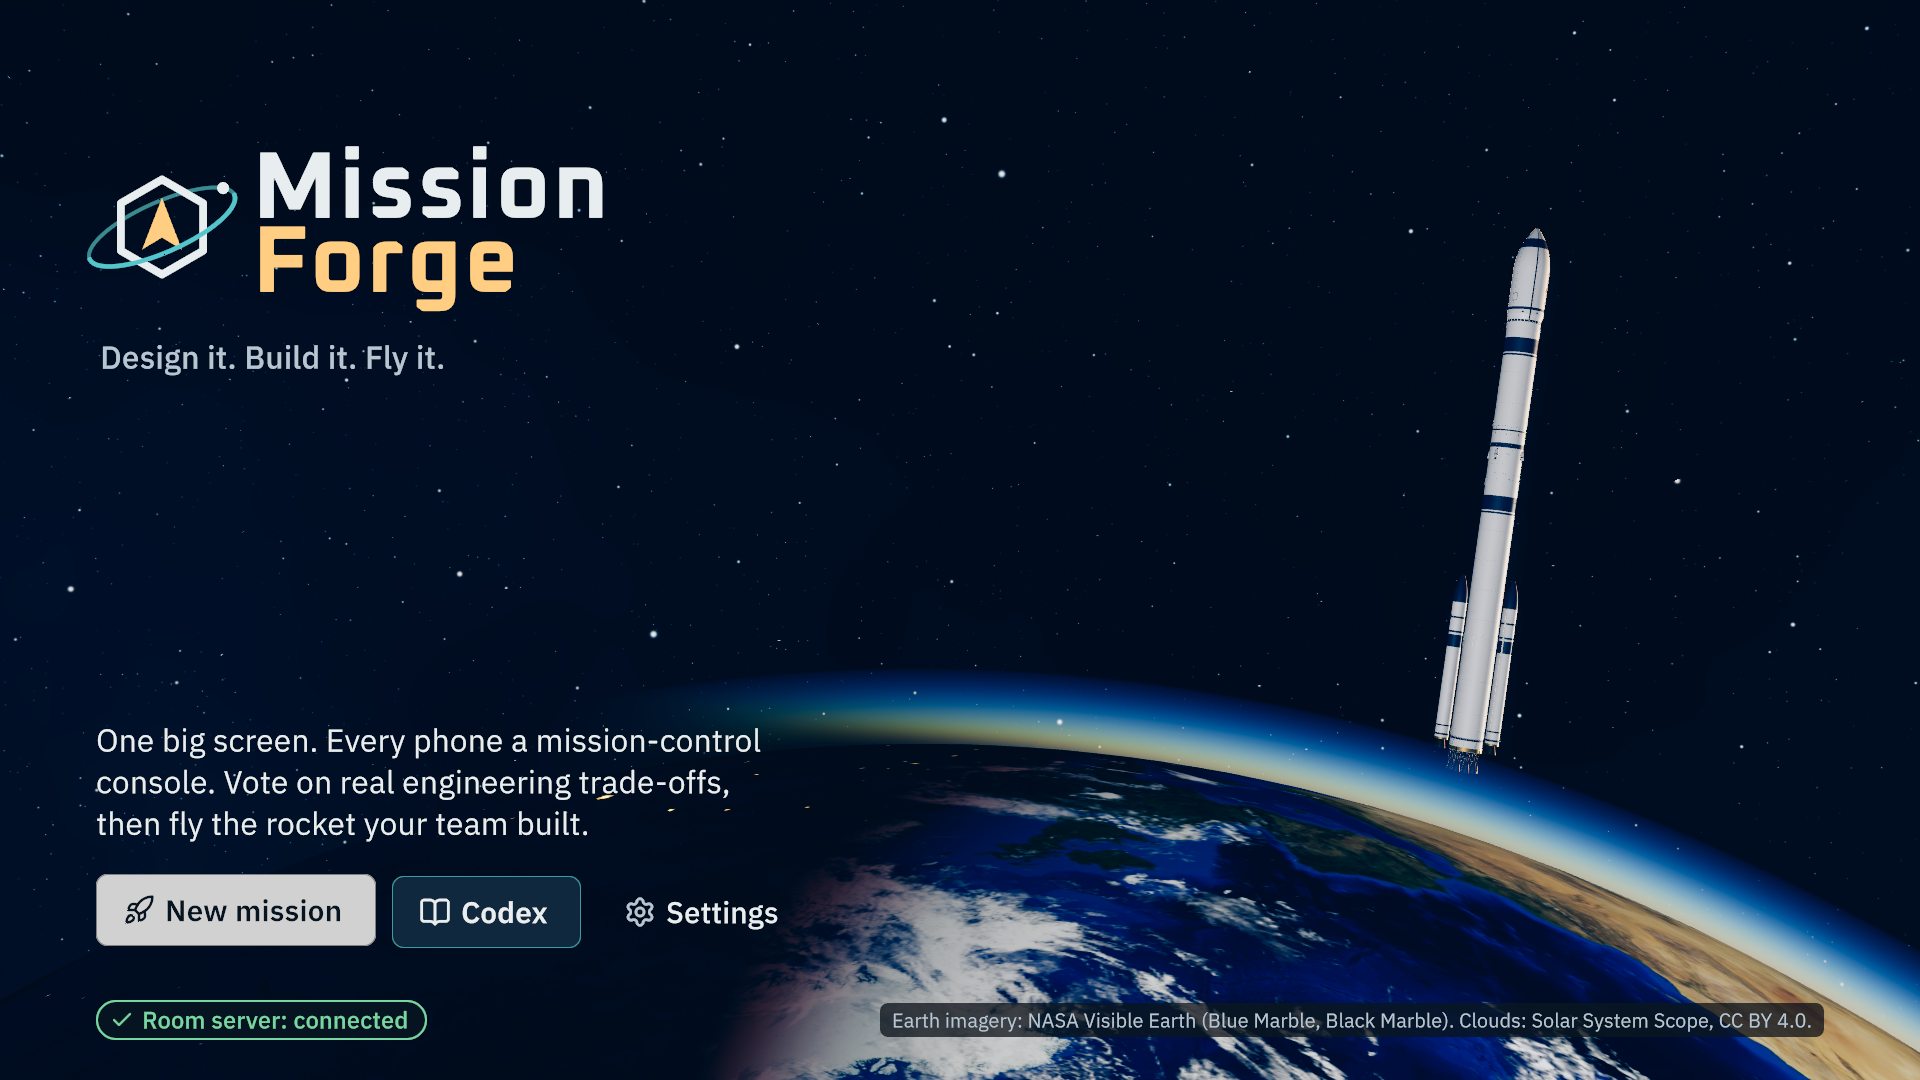 Mission
Forge
Design it. Build it. Fly it.
One big screen. Every phone a mission-control
console. Vote on real engineering trade-offs,
then fly the rocket your team built.
New mission
Codex
Settings
Room server: connected
Earth imagery: NASA Visible Earth (Blue Marble, Black Marble). Clouds: Solar System Scope, CC BY 4.0.